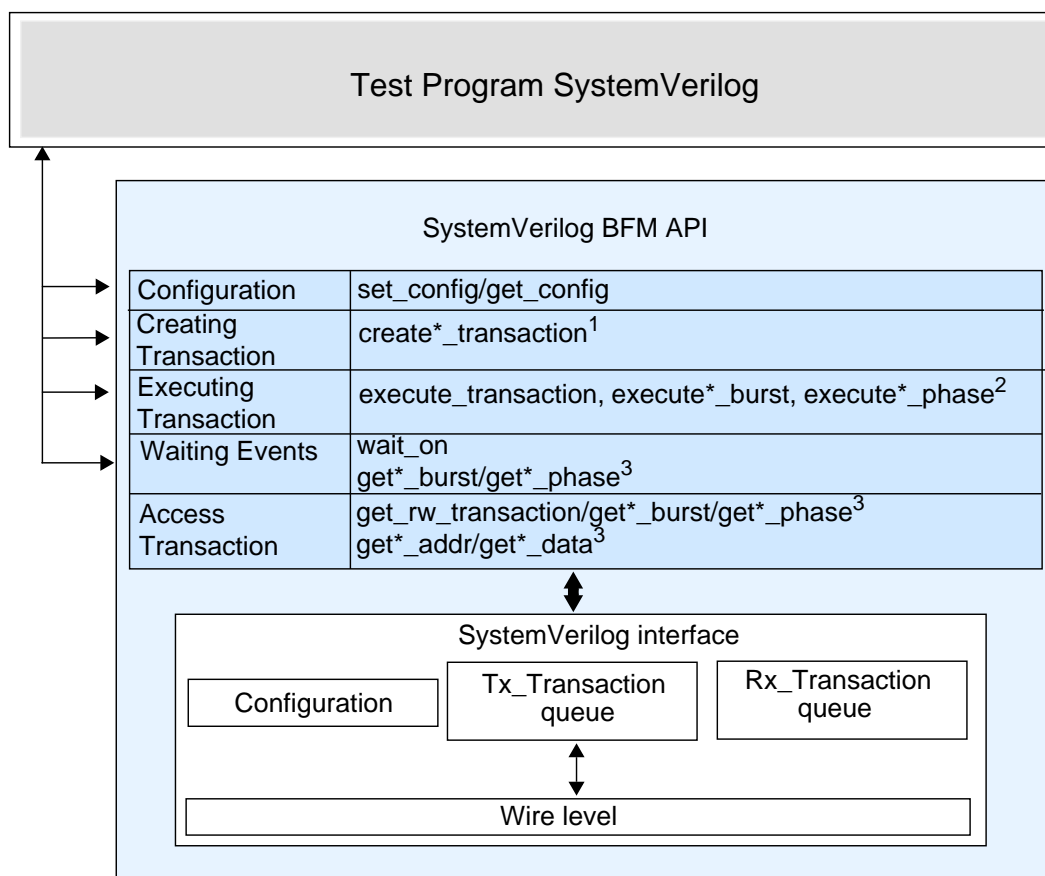 Test Program SystemVerilog
SystemVerilog BFM API
Configuration set_config/get_config
Creating
Transaction
create*_transaction1
Executing
Transaction
execute_transaction, execute*_burst, execute*_phase2
Waiting Events
wait_on
get*_burst/get*_phase3
Access
Transaction
get_rw_transaction/get*_burst/get*_phase3
get*_addr/get*_data3
SystemVerilog interface
Configuration
Tx_Transaction
queue
Rx_Transaction
queue
Wire level